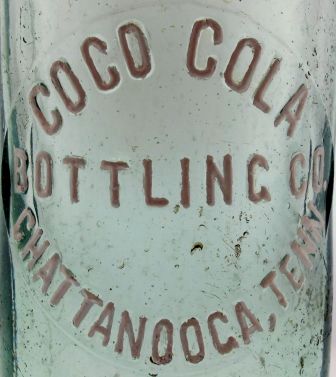 COCO COLA
BOTTLING CO
CHATTANOOGA, TENN